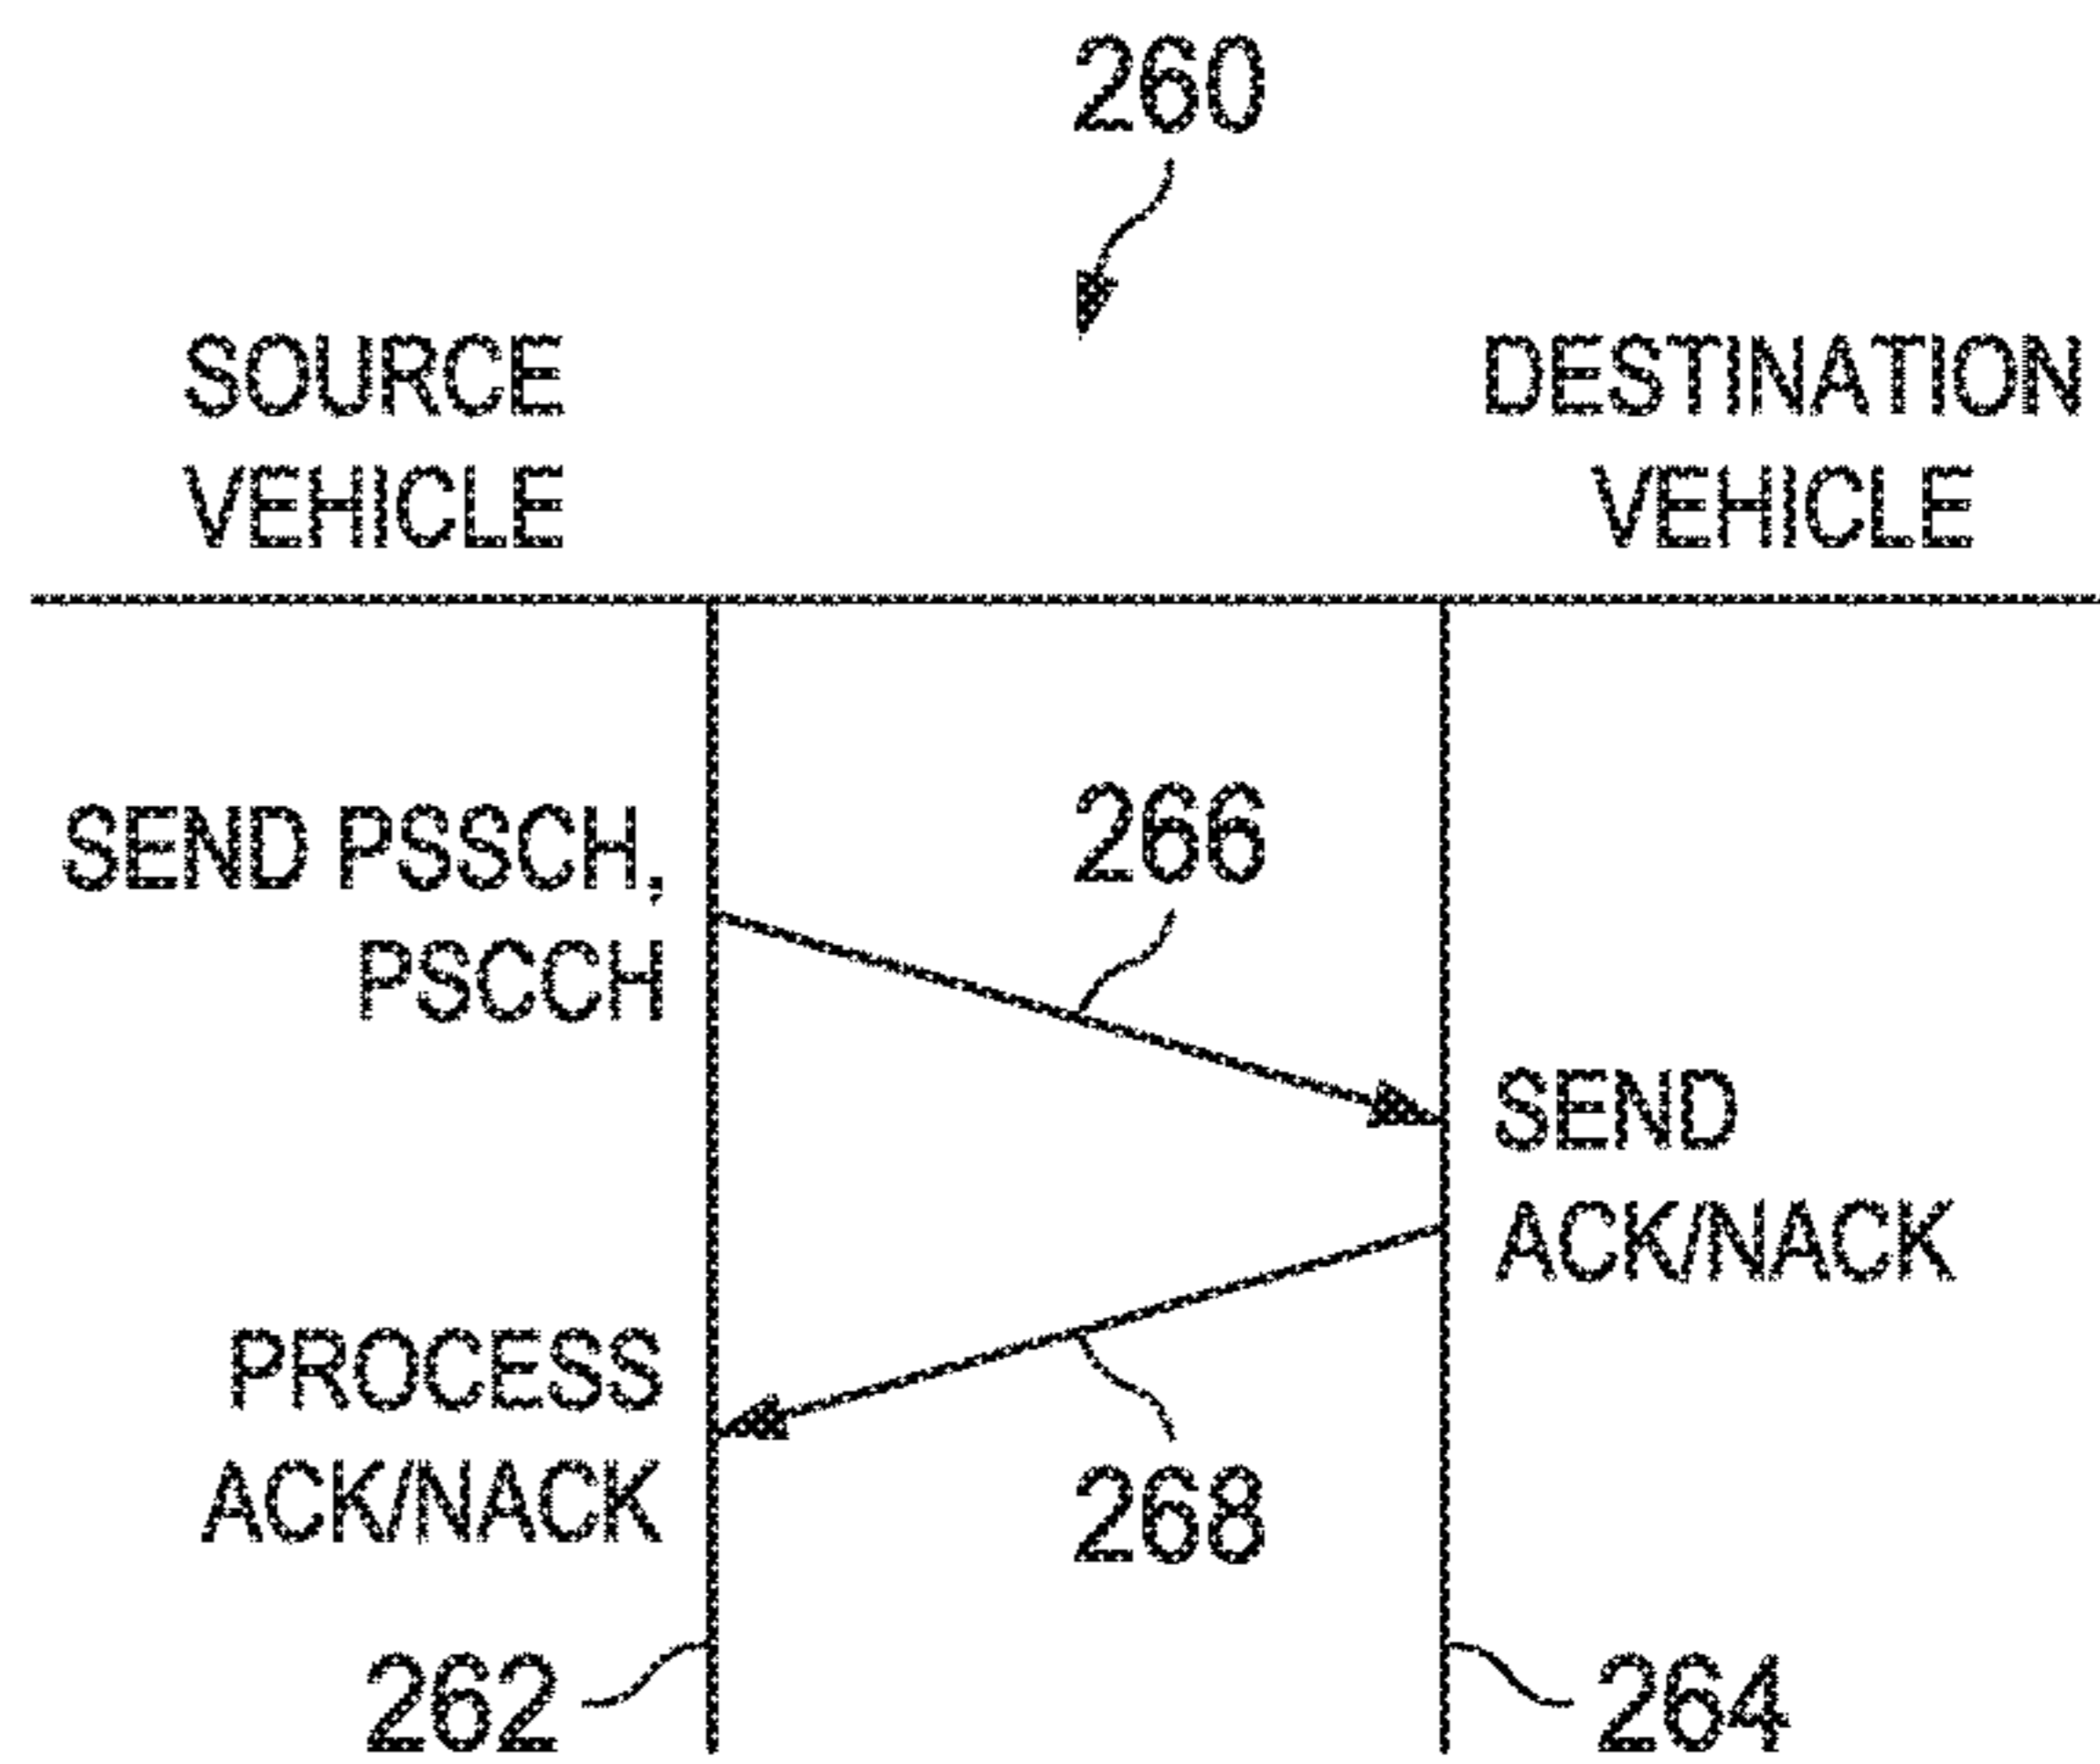 260
SOURCE
VEHICLE
DESTINATION
VEHICLE
SEND PSSCH,
PSCCH
266
SEND
ACK/NACK
PROCESS
ACK/NACK
268
262
264